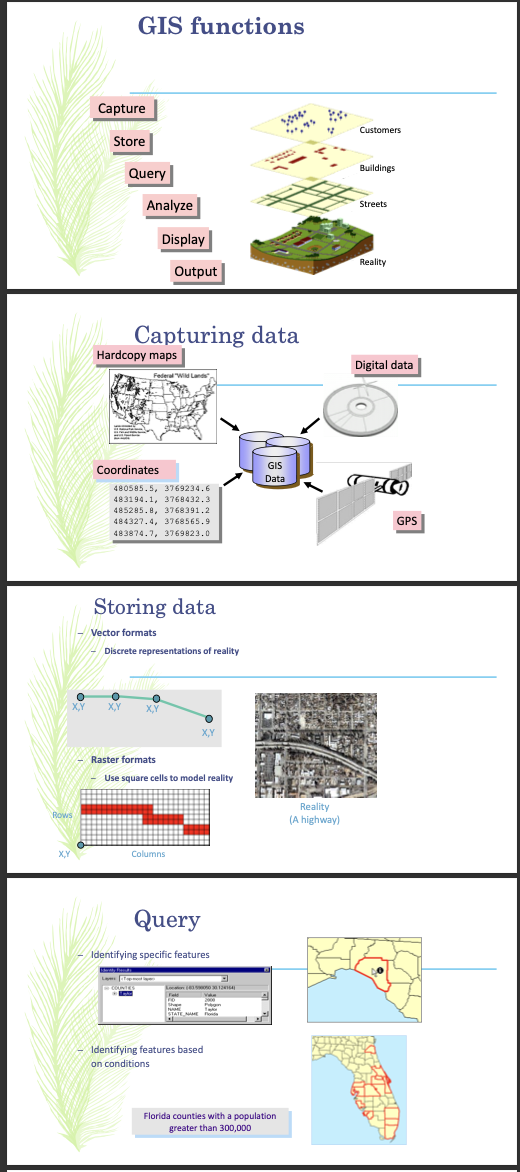 GIS functions
Capture
Store
Query
Analyze
Display
Output
Customers
Buildings
Streets
Reality
Capturing data
Hardcopy maps
Federal "Wild Lands"
Digital data
Coordinates
480585.5, 3769234.6
483194.1, 3768432.3
485285.8, 3768391.2
484327.4, 3768565.9
483874.7, 3769823.0
GIS
Data
GPS
Storing data
– Vector formats
– Discrete representations of reality
X,Y
X,Y
X,Y
X,Y
– Raster formats
– Use square cells to model reality
Rows
X,Y
Columns
Reality
(A highway)
Query
– Identifying specific features
Identify Results
Layers: <Top-most layer>
COUNTIES
Taylor
Field Value
FID
Shape Polygon
NAME Taylor
STATE_NAME Florida
– Identifying features based
on conditions
Florida counties with a population
greater than 300,000